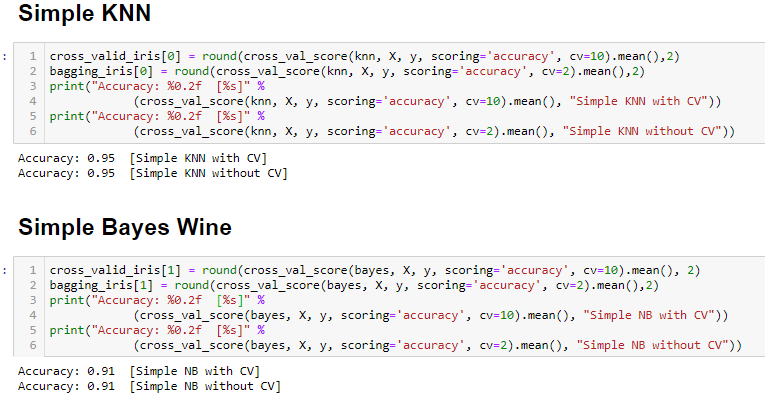 Simple KNN
: 1 cross_valid_iris[0] = round(cross_val_score(knn, X, y, scoring='accuracy', cv=10).mean(),2)
2 bagging_iris[0] = round(cross_val_score(knn, X, y, scoring='accuracy', cv=2).mean(),2)
3 print("Accuracy: %0.2f  [%s]" %
4             (cross_val_score(knn, X, y, scoring='accuracy', cv=10).mean(), "Simple KNN with CV"))
5 print("Accuracy: %0.2f  [%s]" %
6             (cross_val_score(knn, X, y, scoring='accuracy', cv=2).mean(), "Simple KNN without CV"))
Accuracy: 0.95  [Simple KNN with CV]
Accuracy: 0.95  [Simple KNN without CV]
Simple Bayes Wine
: 1 cross_valid_iris[1] = round(cross_val_score(bayes, X, y, scoring='accuracy', cv=10).mean(), 2)
2 bagging_iris[1] = round(cross_val_score(bayes, X, y, scoring='accuracy', cv=2).mean(),2)
3 print("Accuracy: %0.2f  [%s]" %
4             (cross_val_score(bayes, X, y, scoring='accuracy', cv=10).mean(), "Simple NB with CV"))
5 print("Accuracy: %0.2f  [%s]" %
6             (cross_val_score(bayes, X, y, scoring='accuracy', cv=2).mean(), "Simple NB without CV"))
Accuracy: 0.91  [Simple NB with CV]
Accuracy: 0.91  [Simple NB without CV]